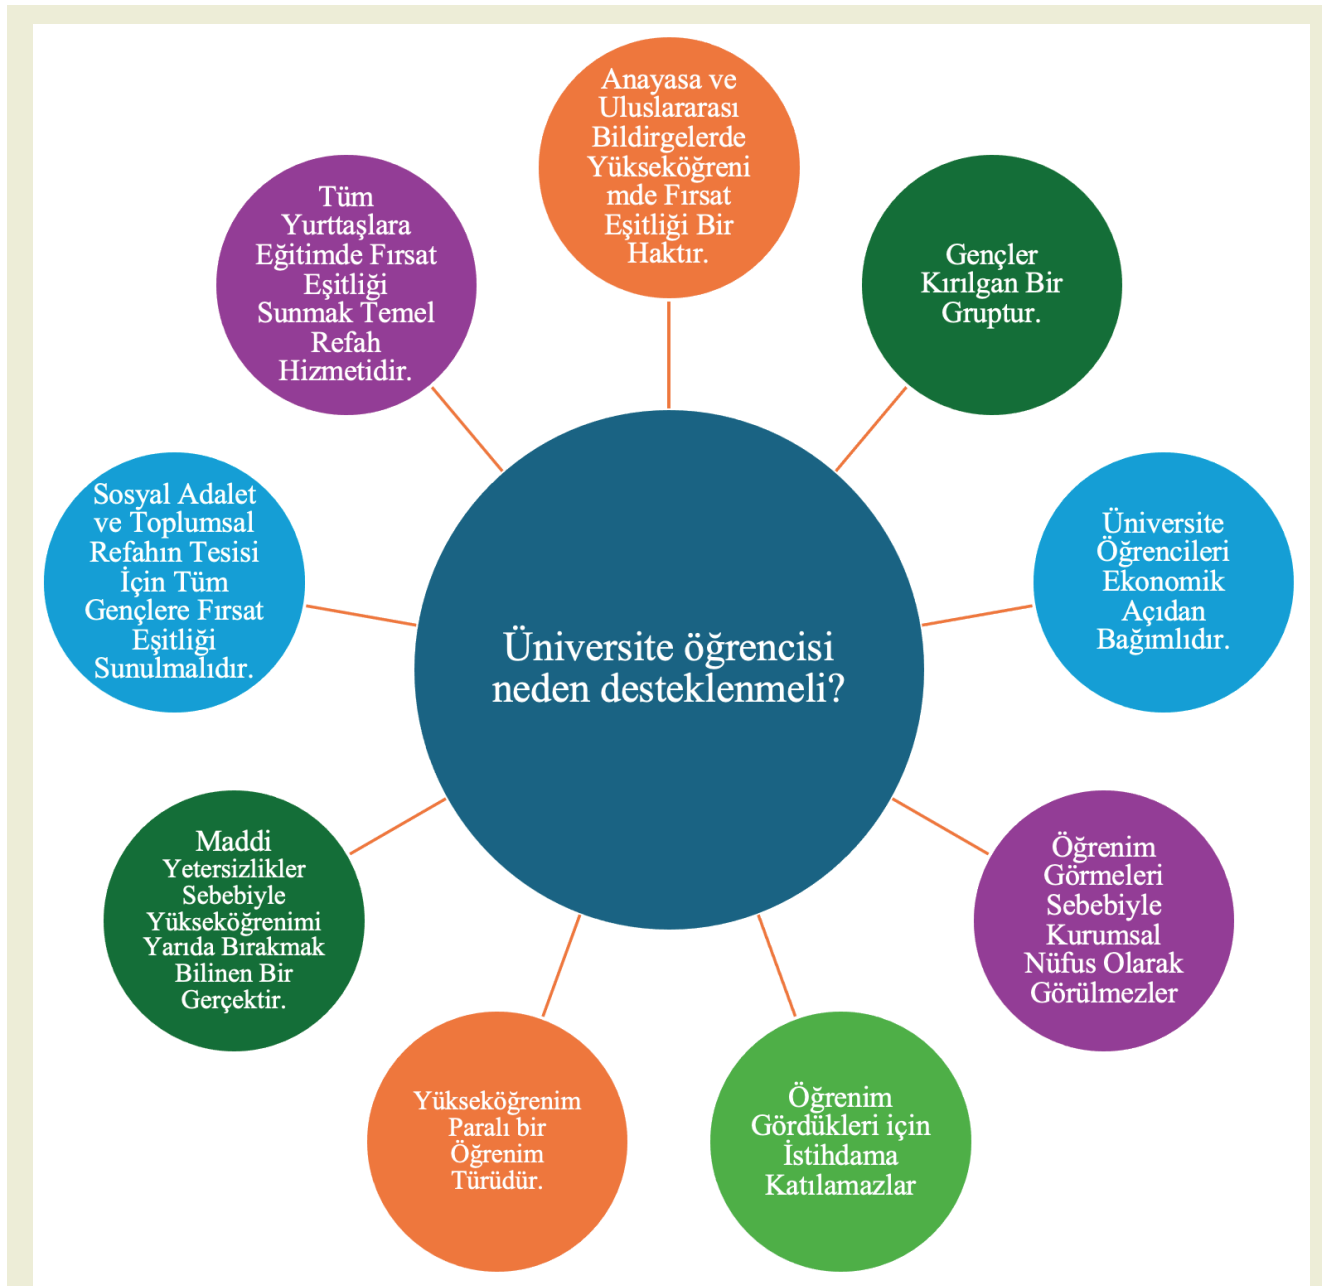 Anayasa ve
Uluslararası
Bildirgelerde
Yükseköğreni
mde Fırsat
Eşitliği Bir
Haktır.
Gençler
Kırılgan Bir
Gruptur.
Üniversite
Öğrencileri
Ekonomik
Açıdan
Bağımlıdır.
Öğrenim
Görmeleri
Sebebiyle
Kurumsal
Nüfus Olarak
Görülmezler
Öğrenim
Gördükleri için
İstihdama
Katılamazlar
Yükseköğrenim
Paralı bir
Öğrenim
Türüdür.
Maddi
Yetersizlikler
Sebebiyle
Yükseköğrenimi
Yarıda Bırakmak
Bilinen Bir
Gerçektir.
Sosyal Adalet
ve Toplumsal
Refahın Tesisi
İçin Tüm
Gençlere Fırsat
Eşitliği
Sunulmalıdır.
Tüm
Yurttaşlara
Eğitimde Fırsat
Eşitliği
Sunmak Temel
Refah
Hizmetidir.
Üniversite öğrencisi
neden desteklenmeli?